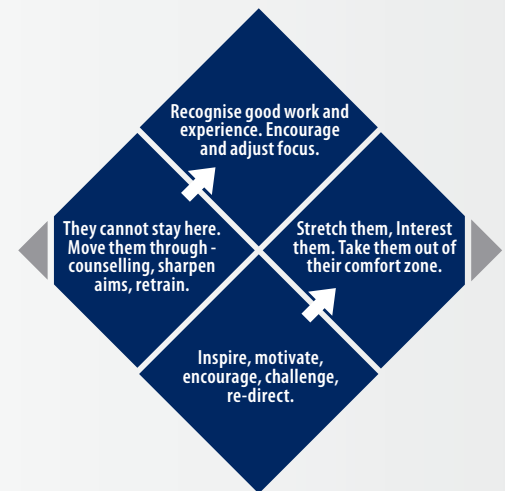 Recognise good work and
experience. Encourage
and adjust focus.
They cannot stay here.
Move them through -
counselling, sharpen
aims, retrain.
Stretch them, Interest
them. Take them out of
their comfort zone.
Inspire, motivate,
encourage, challenge,
re-direct.